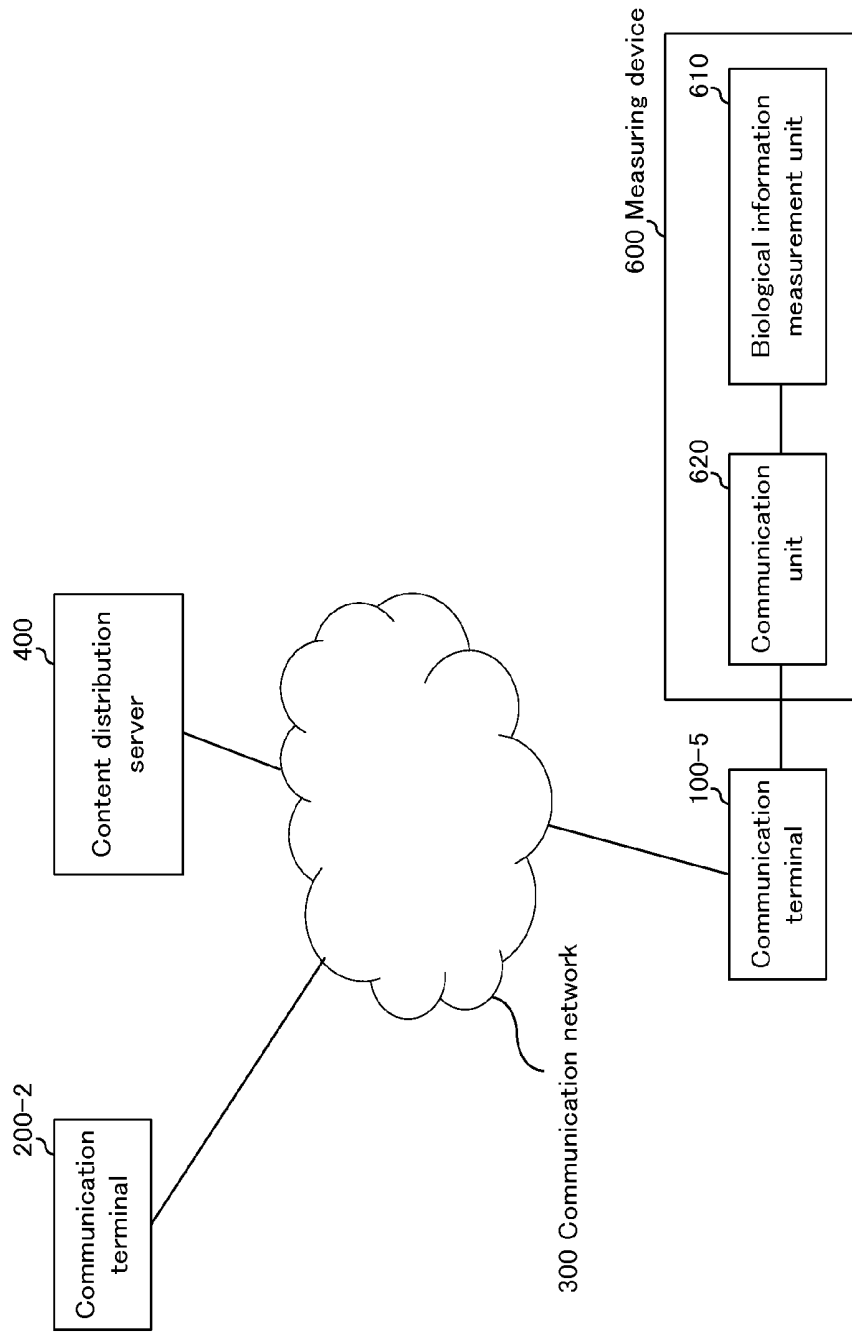 200-2
Communication
terminal
400
Content distribution
server
300 Communication network
100-5
Communication
terminal
600 Measuring device
620
Communication
unit
610
Biological information
measurement unit